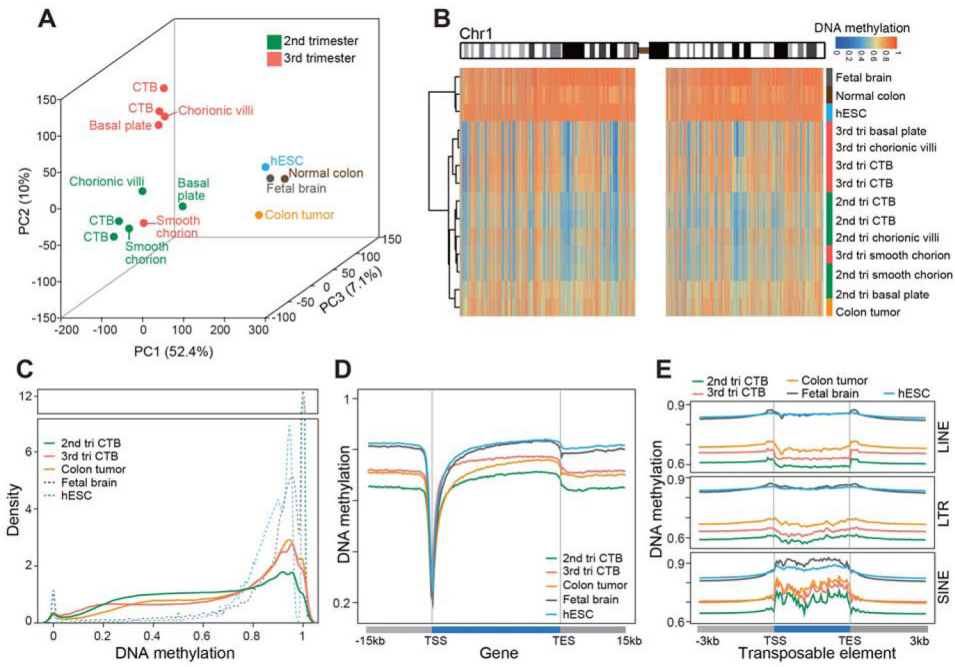 A
2nd trimester
3rd trimester
CTB
CTB
Chorionic villi
Basal plate
Chorionic villi
Basal
plate
CTB
CTB
Smooth
chorion
Smooth
chorion
hESC
Normal colon
Fetal brain
Colon tumor
PC2 (10%)
150
100
50
0
-50
-100
-150
-200
-100
0
100
200
300
PC1 (52.4%)
-100
-50
0
50
100
150
PC3 (7.1%)
B
Chr1
DNA methylation
0
0.2
0.4
0.6
0.8
1
Fetal brain
Normal colon
hESC
3rd tri basal plate
3rd tri chorionic villi
3rd tri CTB
3rd tri CTB
2nd tri CTB
2nd tri CTB
2nd tri chorionic villi
3rd tri smooth chorion
2nd tri smooth chorion
2nd tri basal plate
Colon tumor
C
12
6
4
2
0
Density
2nd tri CTB
3rd tri CTB
Colon tumor
Fetal brain
hESC
0
0.2
0.4
0.6
0.8
1
DNA methylation
D
1
0.2
DNA methylation
2nd tri CTB
3rd tri CTB
Colon tumor
Fetal brain
hESC
-15kb
TSS
TES
15kb
Gene
E
2nd tri CTB
Colon tumor
3rd tri CTB
Fetal brain
hESC
0.9
0.6
LINE
0.9
0.6
LTR
0.9
0.6
SINE
DNA methylation
-3kb
TSS
TES
3kb
Transposable element